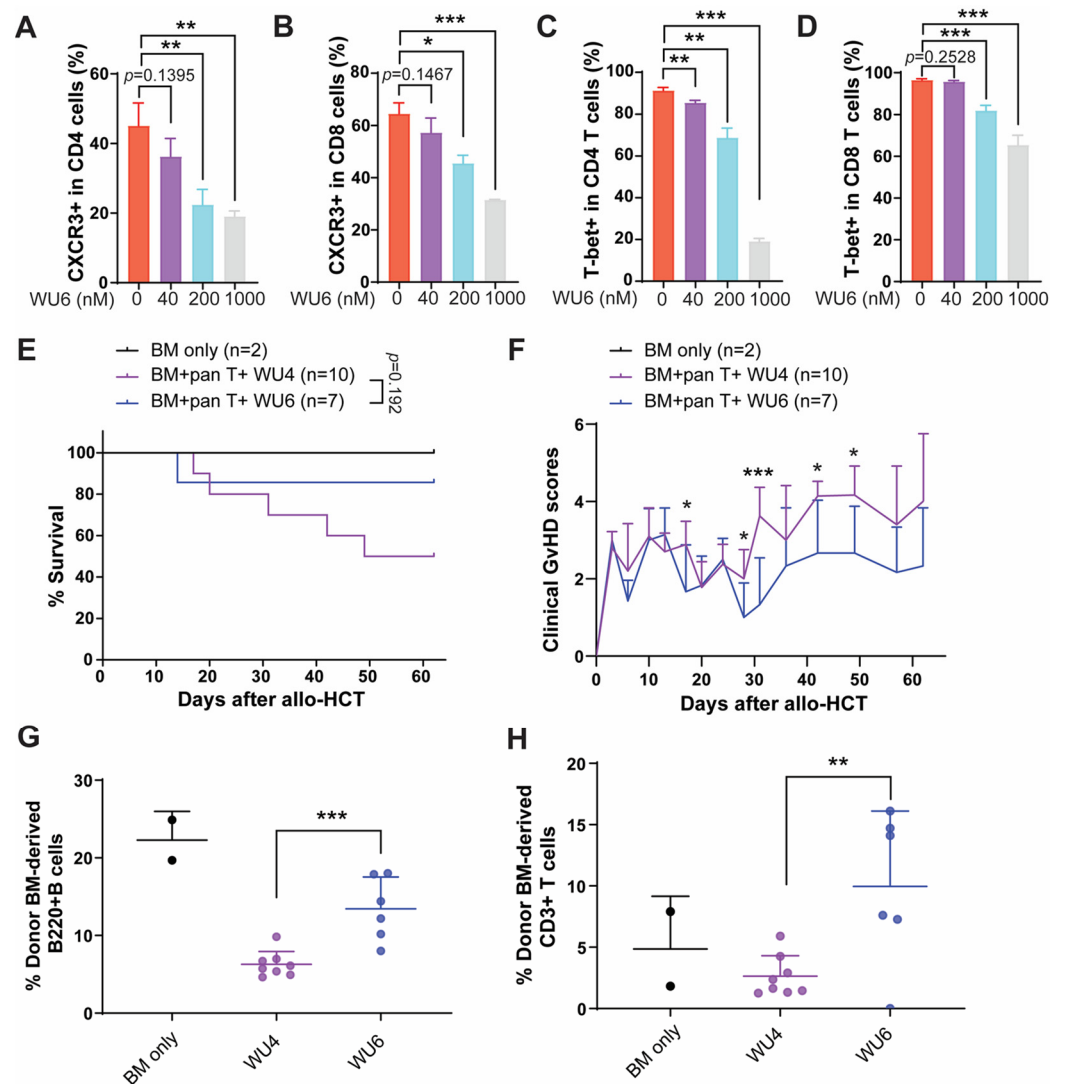 A
CXCR3+ in CD4 cells (%)
60
40
20
0
p=0.1395
**
**
WU6 (nM) 0 40 200 1000
B
CXCR3+ in CD8 cells (%)
80
60
40
20
0
p=0.1467
*
***
WU6 (nM) 0 40 200 1000
C
T-bet+ in CD4 T cells (%)
100
80
60
40
20
0
**
**
***
WU6 (nM) 0 40 200 1000
D
T-bet+ in CD8 T cells (%)
100
80
60
40
20
0
p=0.2528
***
***
WU6 (nM) 0 40 200 1000
E
BM only (n=2)
BM+pan T+ WU4 (n=10)
BM+pan T+ WU6 (n=7)
p=0.192
% Survival
100
80
60
40
20
0
0 10 20 30 40 50 60
Days after allo-HCT
F
BM only (n=2)
BM+pan T+ WU4 (n=10)
BM+pan T+ WU6 (n=7)
Clinical GvHD scores
6
4
2
0
* * *** * *
0 10 20 30 40 50 60
Days after allo-HCT
G
% Donor BM-derived
B220+B cells
30
20
10
0
***
BM only WU4 WU6
H
% Donor BM-derived
CD3+ T cells
20
15
10
5
0
**
BM only WU4 WU6